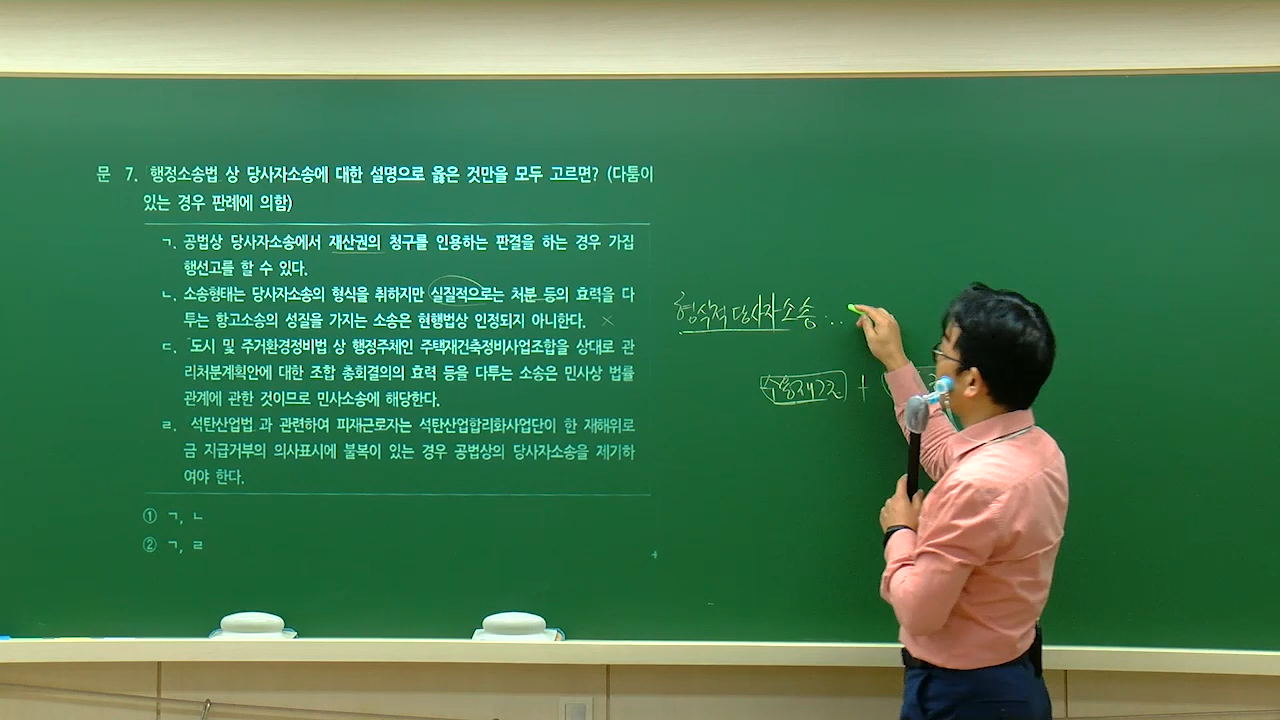 문 7. 행정소송법 상 당사자소송에 대한 설명으로 옳은 것만을 모두 고르면? (다툼이
있는 경우 판례에 의함)
ㄱ. 공법상 당사자소송에서 재산권의 청구를 인용하는 판결을 하는 경우 가집
행선고를 할 수 있다.
ㄴ. 소송형태는 당사자소송의 형식을 취하지만 실질적으로는 처분 등의 효력을 다
투는 항고소송의 성질을 가지는 소송은 현행법상 인정되지 아니한다. ×
ㄷ. 도시 및 주거환경정비법 상 행정주체인 주택재건축정비사업조합을 상대로 관
리처분계획안에 대한 조합 총회결의의 효력 등을 다투는 소송은 민사상 법률
관계에 관한 것이므로 민사소송에 해당한다.
ㄹ. 석탄산업법 과 관련하여 피재근로자는 석탄산업합리화사업단이 한 재해위로
금 지급거부의 의사표시에 불복이 있는 경우 공법상의 당사자소송을 제기하
여야 한다.
① ㄱ, ㄴ
② ㄱ, ㄹ
형식적 당사자소송...
수용재결 +